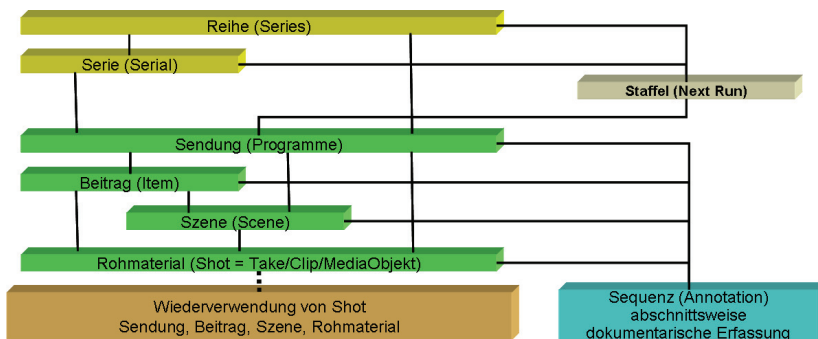 Reihe (Series)
Serie (Serial)
Staffel (Next Run)
Sendung (Programme)
Beitrag (Item)
Szene (Scene)
Rohmaterial (Shot = Take/Clip/MediaObjekt)
Wiederverwendung von Shot
Sendung, Beitrag, Szene, Rohmaterial
Sequenz (Annotation)
abschnittsweise
dokumentarische Erfassung